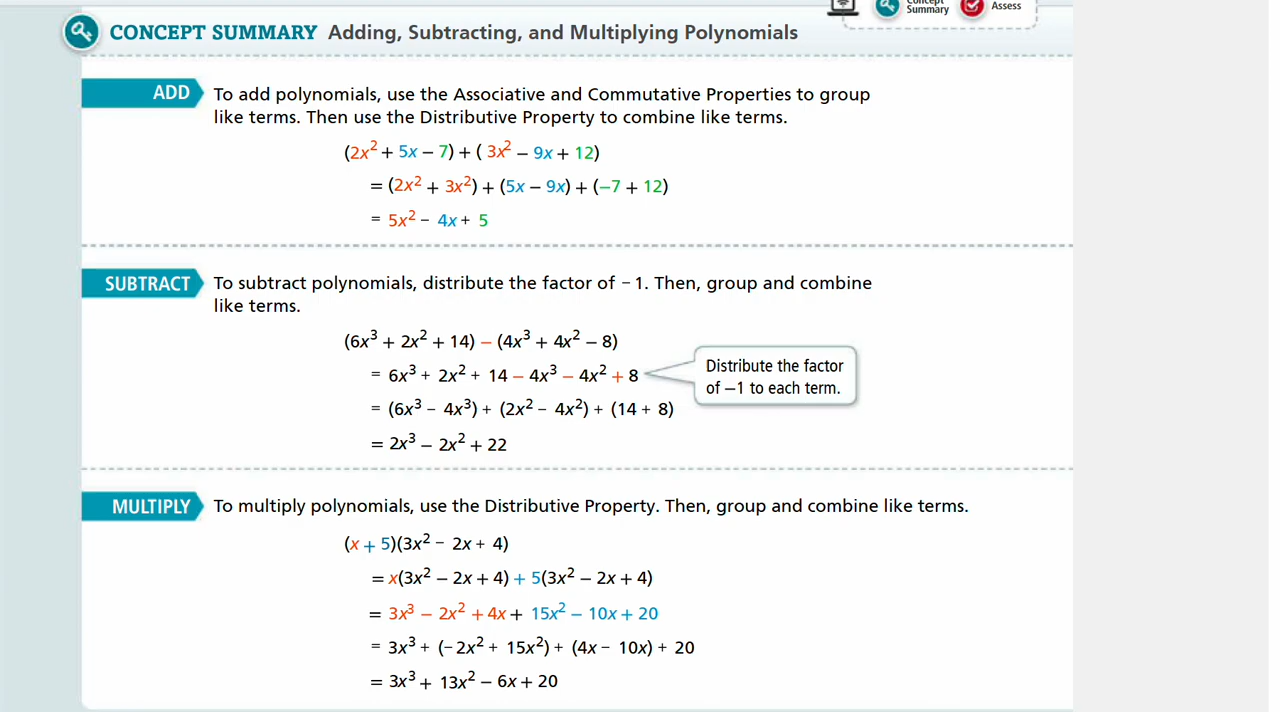 Concept
Summary
Assess
CONCEPT SUMMARY Adding, Subtracting, and Multiplying Polynomials
ADD
To add polynomials, use the Associative and Commutative Properties to group
like terms. Then use the Distributive Property to combine like terms.
(2x² + 5x − 7) + ( 3x² − 9x + 12)
= (2x² + 3x²) + (5x − 9x) + (−7 + 12)
= 5x² − 4x + 5
SUBTRACT
To subtract polynomials, distribute the factor of −1. Then, group and combine
like terms.
(6x³ + 2x² + 14) − (4x³ + 4x² − 8)
= 6x³ + 2x² + 14 − 4x³ − 4x² + 8
Distribute the factor
of −1 to each term.
= (6x³ − 4x³) + (2x² − 4x²) + (14 + 8)
= 2x³ − 2x² + 22
MULTIPLY
To multiply polynomials, use the Distributive Property. Then, group and combine like terms.
(x + 5)(3x² − 2x + 4)
= x(3x² − 2x + 4) + 5(3x² − 2x + 4)
= 3x³ − 2x² + 4x + 15x² − 10x + 20
= 3x³ + (−2x² + 15x²) + (4x − 10x) + 20
= 3x³ + 13x² − 6x + 20